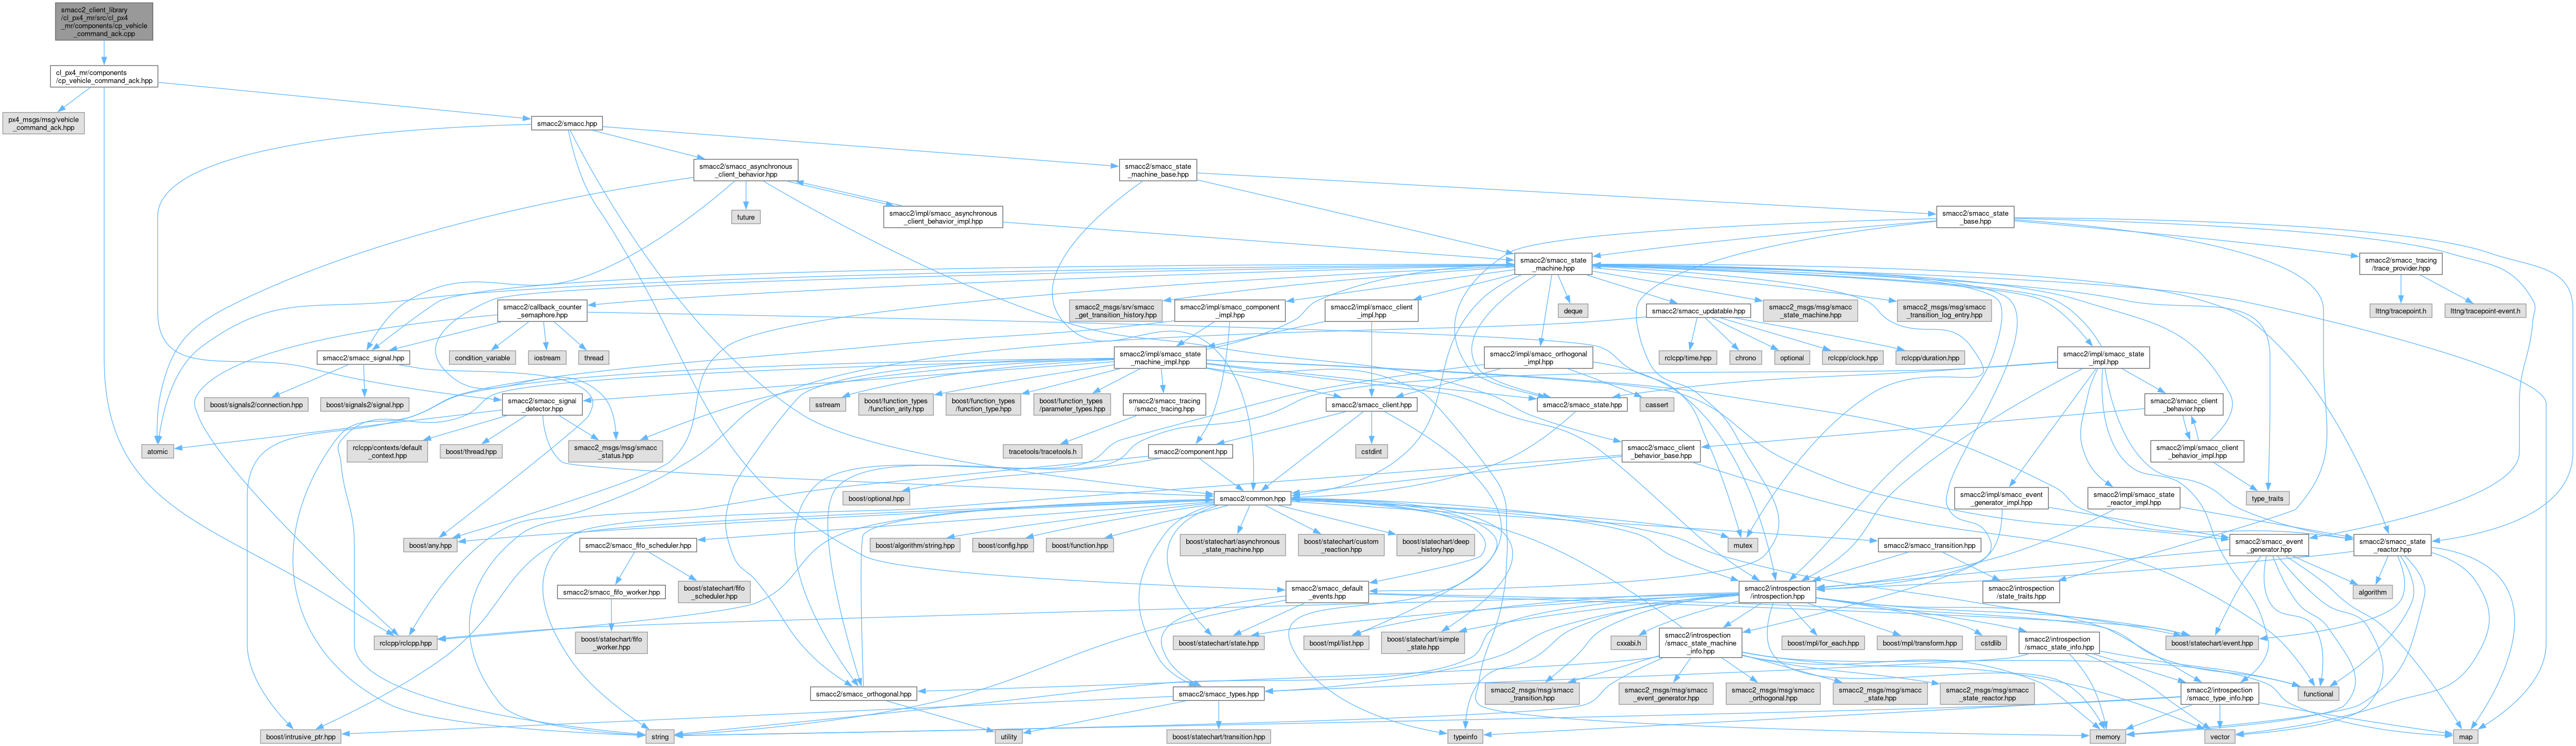 smacc2_client_library
/cl_px4_mr/src/cl_px4
_mr/components/cp_vehicle
_command_ack.cpp
cl_px4_mr/components
/cp_vehicle_command_ack.hpp
px4_msgs/msg/vehicle
_command_ack.hpp
smacc2/smacc.hpp
smacc2/smacc_asynchronous
_client_behavior.hpp
smacc2/smacc_state
_machine_base.hpp
future
smacc2/impl/smacc_asynchronous
_client_behavior_impl.hpp
smacc2/smacc_state
_base.hpp
smacc2/smacc_state
_machine.hpp
smacc2/smacc_tracing
/trace_provider.hpp
smacc2/callback_counter
_semaphore.hpp
smacc2_msgs/srv/smacc
_get_transition_history.hpp
smacc2/impl/smacc_component
_impl.hpp
smacc2/impl/smacc_client
_impl.hpp
deque
smacc2/smacc_updatable.hpp
smacc2_msgs/msg/smacc
_state_machine.hpp
smacc2_msgs/msg/smacc
_transition_log_entry.hpp
lttng/tracepoint.h
lttng/tracepoint-event.h
smacc2/smacc_signal.hpp
condition_variable
iostream
thread
smacc2/impl/smacc_state
_machine_impl.hpp
smacc2/impl/smacc_orthogonal
_impl.hpp
rclcpp/time.hpp
chrono
optional
rclcpp/clock.hpp
rclcpp/duration.hpp
smacc2/impl/smacc_state
_impl.hpp
boost/signals2/connection.hpp
boost/signals2/signal.hpp
smacc2/smacc_signal
_detector.hpp
sstream
boost/function_types
/function_arity.hpp
boost/function_types
/function_type.hpp
boost/function_types
/parameter_types.hpp
smacc2/smacc_tracing
/smacc_tracing.hpp
smacc2/smacc_client.hpp
smacc2/smacc_state.hpp
cassert
smacc2/smacc_client
_behavior.hpp
atomic
rclcpp/contexts/default
_context.hpp
boost/thread.hpp
smacc2_msgs/msg/smacc
_status.hpp
tracetools/tracetools.h
smacc2/component.hpp
cstdint
smacc2/smacc_client
_behavior_base.hpp
smacc2/impl/smacc_client
_behavior_impl.hpp
boost/optional.hpp
smacc2/common.hpp
smacc2/impl/smacc_event
_generator_impl.hpp
smacc2/impl/smacc_state
_reactor_impl.hpp
type_traits
boost/any.hpp
smacc2/smacc_fifo_scheduler.hpp
boost/algorithm/string.hpp
boost/config.hpp
boost/function.hpp
boost/statechart/asynchronous
_state_machine.hpp
boost/statechart/custom
_reaction.hpp
boost/statechart/deep
_history.hpp
mutex
smacc2/smacc_transition.hpp
smacc2/smacc_event
_generator.hpp
smacc2/smacc_state
_reactor.hpp
smacc2/smacc_fifo_worker.hpp
boost/statechart/fifo
_scheduler.hpp
smacc2/smacc_default
_events.hpp
smacc2/introspection
/introspection.hpp
smacc2/introspection
/state_traits.hpp
algorithm
rclcpp/rclcpp.hpp
boost/statechart/fifo
_worker.hpp
boost/statechart/state.hpp
boost/mpl/list.hpp
boost/statechart/simple
_state.hpp
cxxabi.h
smacc2/introspection
/smacc_state_machine
_info.hpp
boost/mpl/for_each.hpp
boost/mpl/transform.hpp
cstdlib
smacc2/introspection
/smacc_state_info.hpp
boost/statechart/event.hpp
smacc2/smacc_orthogonal.hpp
smacc2/smacc_types.hpp
smacc2_msgs/msg/smacc
_transition.hpp
smacc2_msgs/msg/smacc
_event_generator.hpp
smacc2_msgs/msg/smacc
_orthogonal.hpp
smacc2_msgs/msg/smacc
_state.hpp
smacc2_msgs/msg/smacc
_state_reactor.hpp
smacc2/introspection
/smacc_type_info.hpp
functional
boost/intrusive_ptr.hpp
string
utility
boost/statechart/transition.hpp
typeinfo
memory
vector
map